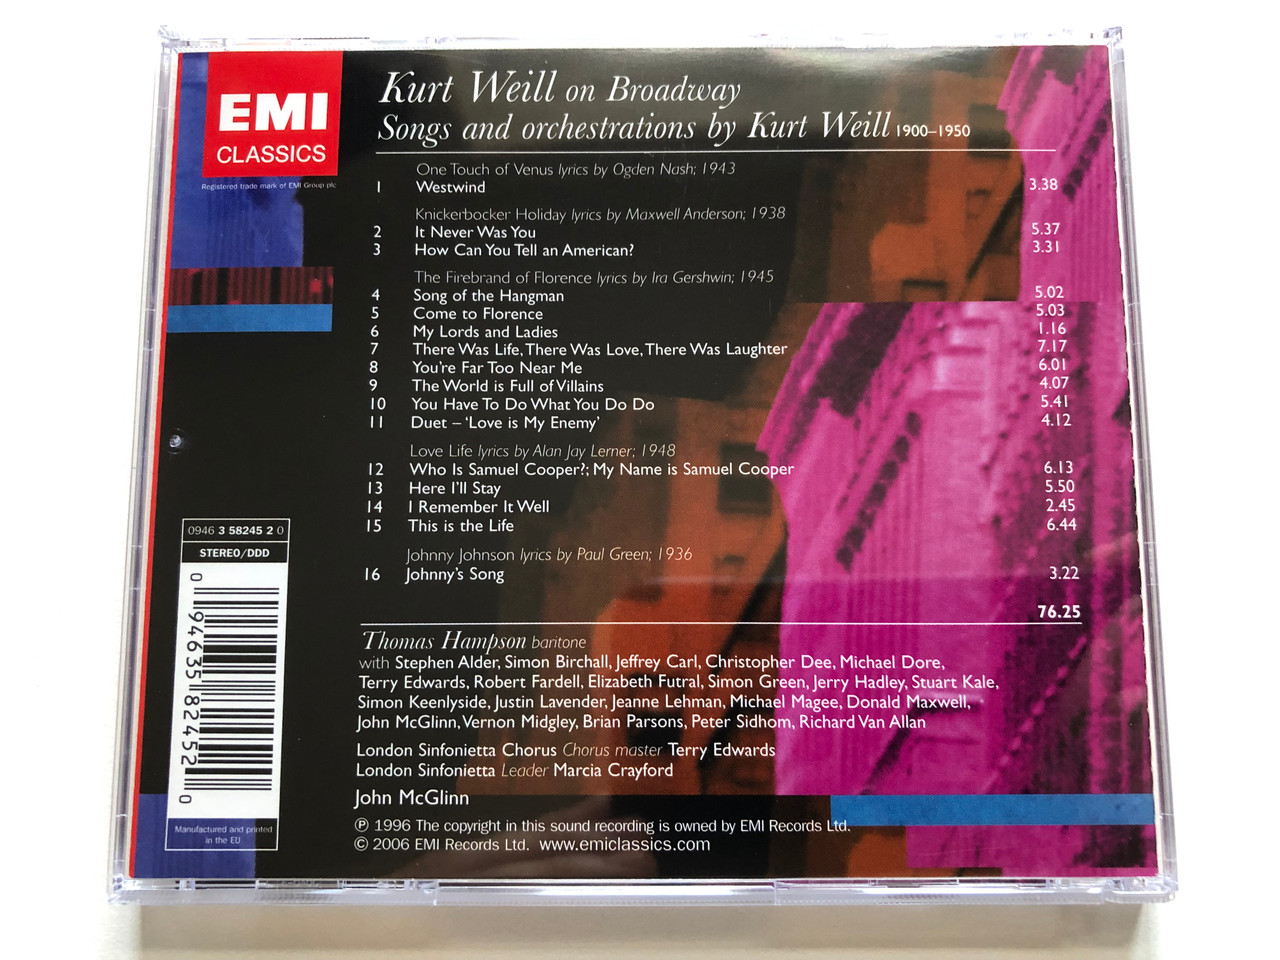 EMI
CLASSICS
Registered trade mark of EMI Group plc
Kurt Weill on Broadway
Songs and orchestrations by Kurt Weill 1900–1950
One Touch of Venus lyrics by Ogden Nash; 1943
1 Westwind 3.38
Knickerbocker Holiday lyrics by Maxwell Anderson; 1938
2 It Never Was You 5.37
3 How Can You Tell an American? 3.31
The Firebrand of Florence lyrics by Ira Gershwin; 1945
4 Song of the Hangman 5.02
5 Come to Florence 5.03
6 My Lords and Ladies 1.16
7 There Was Life, There Was Love, There Was Laughter 7.17
8 You're Far Too Near Me 6.01
9 The World is Full of Villains 4.07
10 You Have To Do What You Do Do 5.41
11 Duet – 'Love is My Enemy' 4.12
Love Life lyrics by Alan Jay Lerner; 1948
12 Who Is Samuel Cooper?; My Name is Samuel Cooper 6.13
13 Here I'll Stay 5.50
14 I Remember It Well 2.45
15 This is the Life 6.44
Johnny Johnson lyrics by Paul Green; 1936
16 Johnny's Song 3.22
76.25
Thomas Hampson baritone
with Stephen Alder, Simon Birchall, Jeffrey Carl, Christopher Dee, Michael Dore,
Terry Edwards, Robert Fardell, Elizabeth Futral, Simon Green, Jerry Hadley, Stuart Kale,
Simon Keenlyside, Justin Lavender, Jeanne Lehman, Michael Magee, Donald Maxwell,
John McGlinn, Vernon Midgley, Brian Parsons, Peter Sidhom, Richard Van Allan
London Sinfonietta Chorus Chorus master Terry Edwards
London Sinfonietta Leader Marcia Crayford
John McGlinn
℗ 1996 The copyright in this sound recording is owned by EMI Records Ltd.
© 2006 EMI Records Ltd. www.emiclassics.com
0946 3 58245 2 0
STEREO/DDD
0 94635 82452 0
Manufactured and printed
in the EU